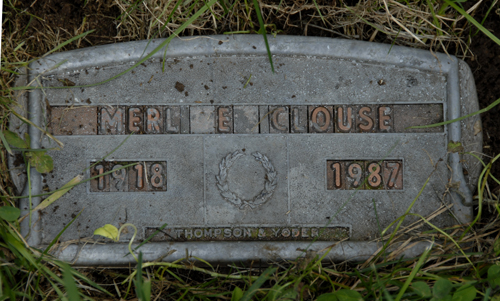 MERL E CLOUSE
1918 1987
THOMPSON & YODER